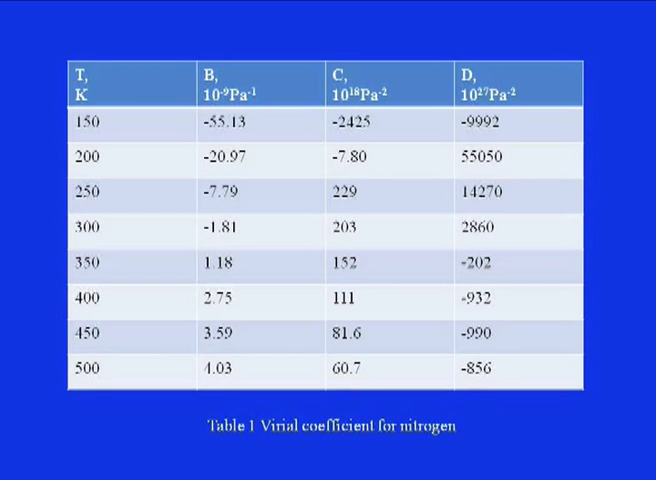 T, B, C, D,
K 10⁻⁹Pa⁻¹ 10¹⁸Pa⁻² 10²⁷Pa⁻²
150 -55.13 -2425 -9992
200 -20.97 -7.80 55050
250 -7.79 229 14270
300 -1.81 203 2860
350 1.18 152 -202
400 2.75 111 -932
450 3.59 81.6 -990
500 4.03 60.7 -856
Table 1 Virial coefficient for nitrogen